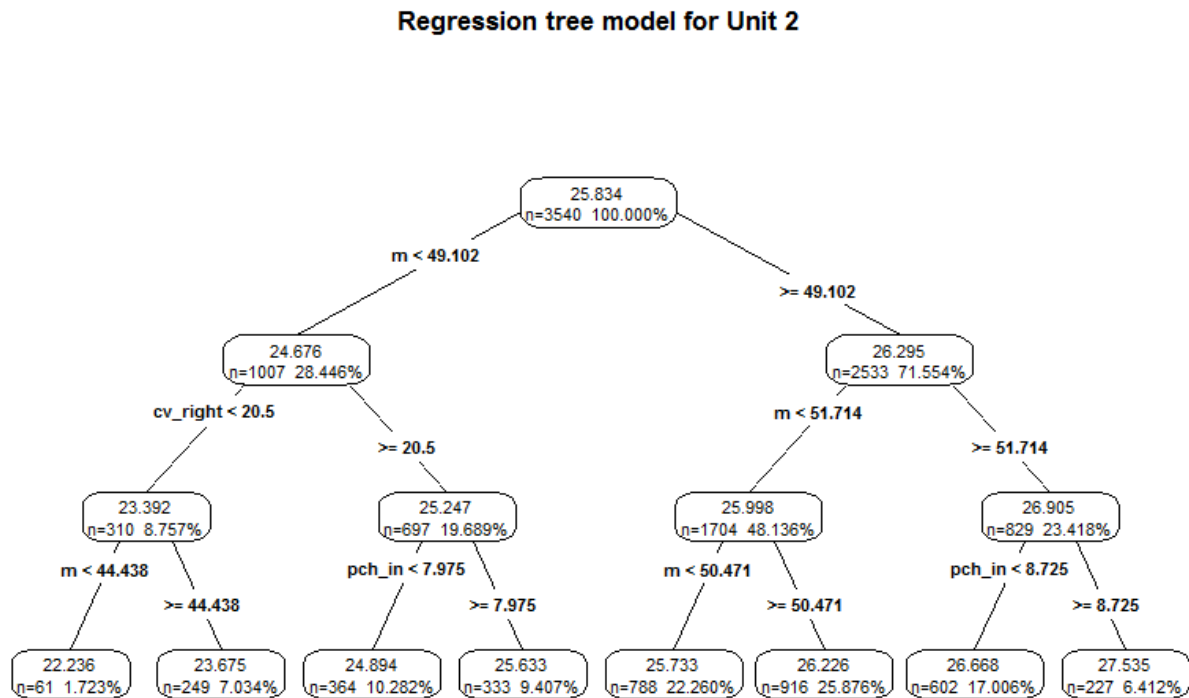 Regression tree model for Unit 2
25.834
n=3540 100.000%
m < 49.102
>= 49.102
24.676
n=1007 28.446%
26.295
n=2533 71.554%
cv_right < 20.5
>= 20.5
m < 51.714
>= 51.714
23.392
n=310 8.757%
25.247
n=697 19.689%
25.998
n=1704 48.136%
26.905
n=829 23.418%
m < 44.438
>= 44.438
pch_in < 7.975
>= 7.975
m < 50.471
>= 50.471
pch_in < 8.725
>= 8.725
22.236
n=61 1.723%
23.675
n=249 7.034%
24.894
n=364 10.282%
25.633
n=333 9.407%
25.733
n=788 22.260%
26.226
n=916 25.876%
26.668
n=602 17.006%
27.535
n=227 6.412%